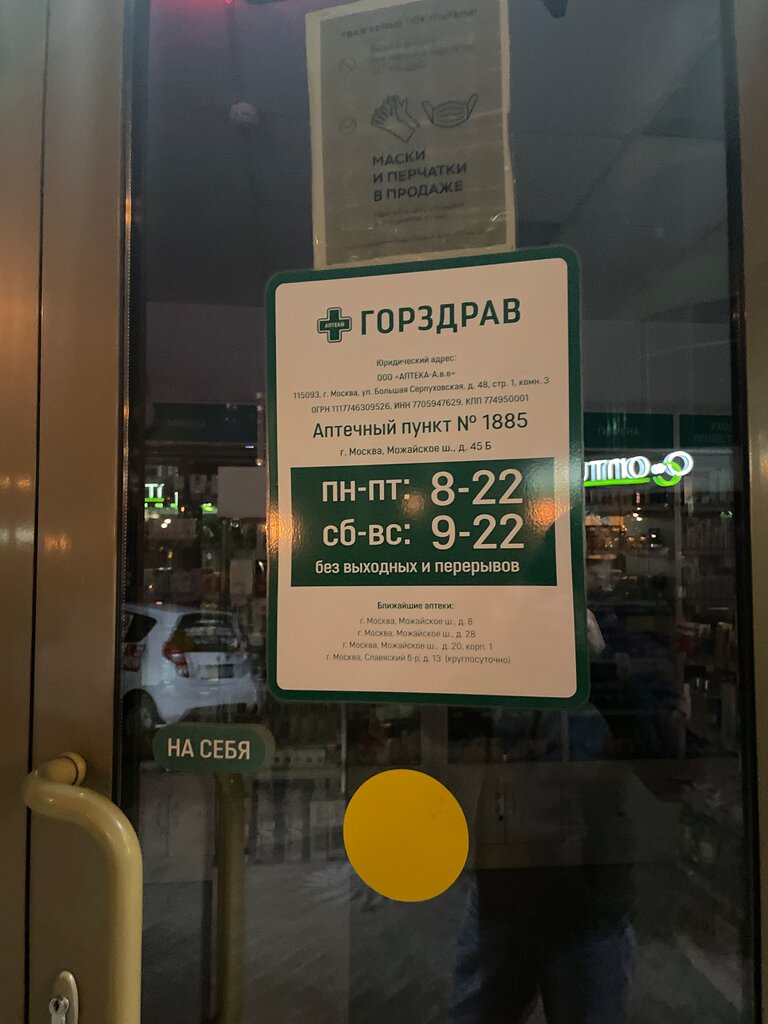 УВАЖАЕМЫЕ ПОКУПАТЕЛИ!
МАСКИ
И ПЕРЧАТКИ
В ПРОДАЖЕ
АПТЕКИ
ГОРЗДРАВ
Юридический адрес:
ООО «АПТЕКА-А.в.е»
115093, г. Москва, ул. Большая Серпуховская, д. 48, стр. 1, комн. 3
ОГРН 1117746309526, ИНН 7705947629, КПП 774950001
Аптечный пункт № 1885
г. Москва, Можайское ш., д. 45 Б
пн-пт: 8-22
сб-вс: 9-22
без выходных и перерывов
Ближайшие аптеки:
г. Москва, Можайское ш., д. 8
г. Москва, Можайское ш., д. 28
г. Москва, Можайское ш., д. 20, корп. 1
г. Москва, Славянский б-р, д. 13 (круглосуточно)
НА СЕБЯ